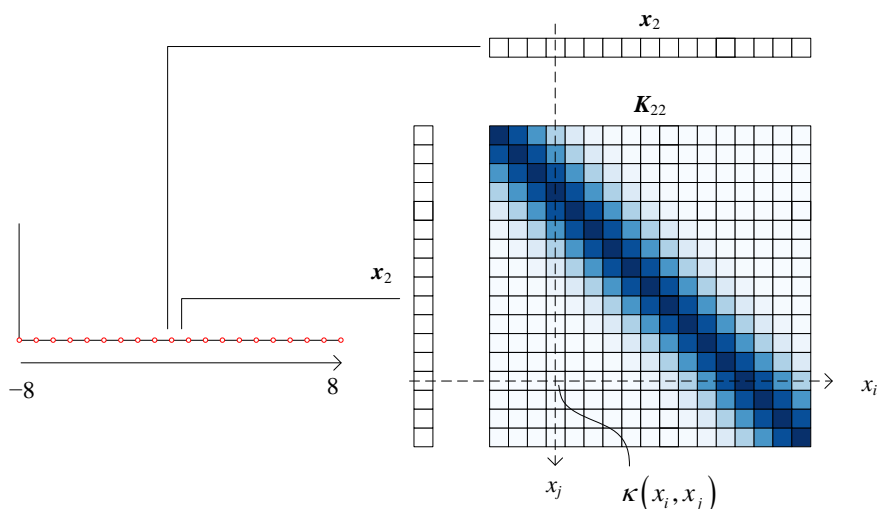 x₂
K₂₂
x₂
−8
8
xᵢ
xⱼ
κ(xᵢ, xⱼ)